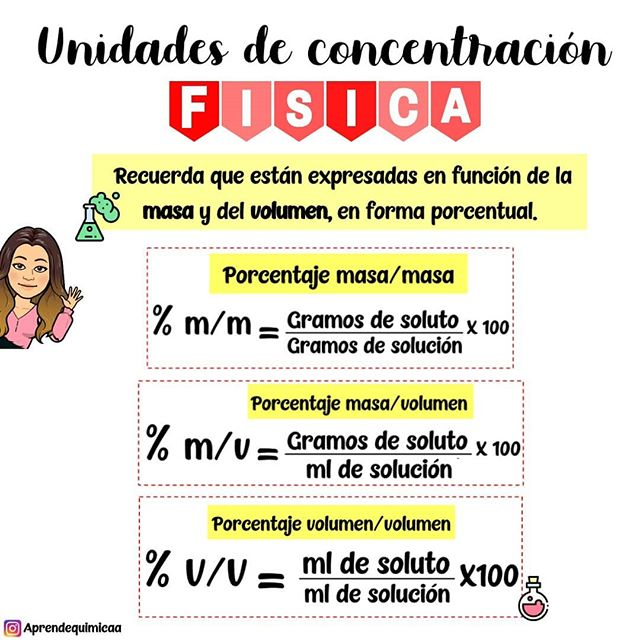 Unidades de concentración
FISICA
Recuerda que están expresadas en función de la
masa y del volumen, en forma porcentual.
Porcentaje masa/masa
% m/m = Gramos de soluto X 100
Gramos de solución
Porcentaje masa/volumen
% m/v = Gramos de soluto X 100
ml de solución
Porcentaje volumen/volumen
% V/V = ml de soluto X100
ml de solución
Aprendequimicaa